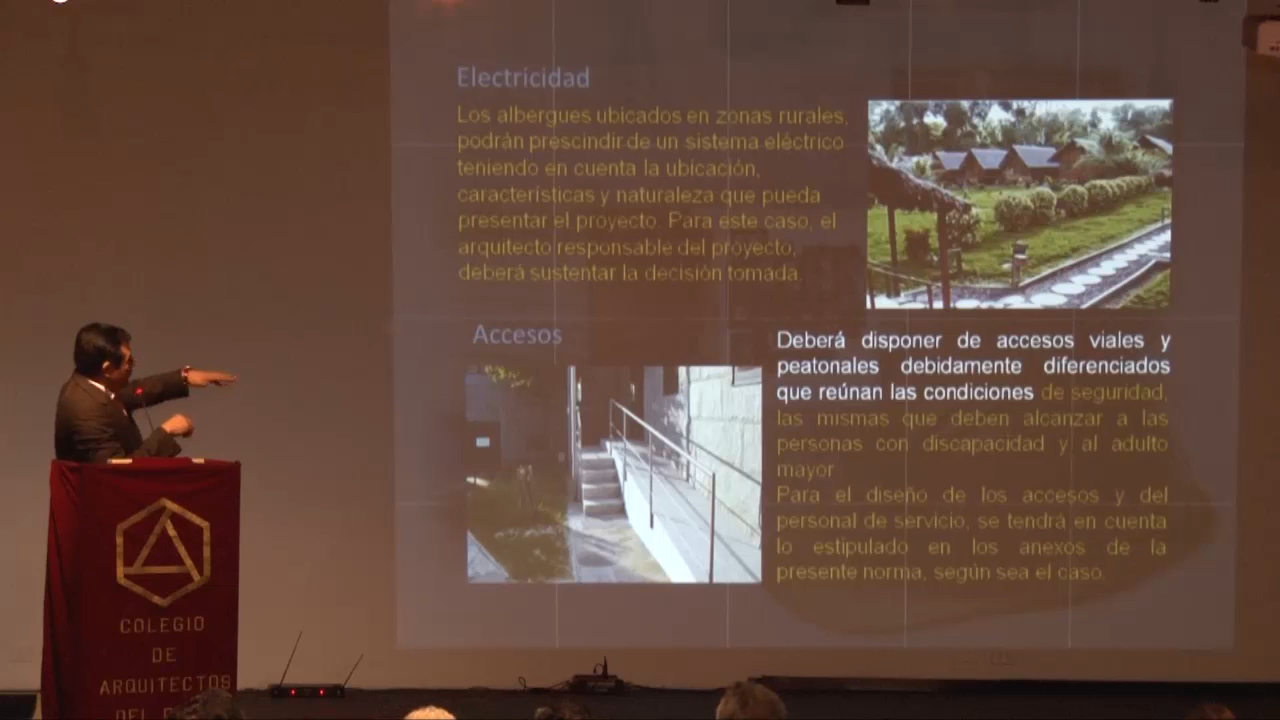 Electricidad
Los albergues ubicados en zonas rurales,
podrán prescindir de un sistema eléctrico
teniendo en cuenta la ubicación,
características y naturaleza que pueda
presentar el proyecto. Para este caso, el
arquitecto responsable del proyecto,
deberá sustentar la decisión tomada.
Accesos
Deberá disponer de accesos viales y
peatonales debidamente diferenciados
que reúnan las condiciones de seguridad,
las mismas que deben alcanzar a las
personas con discapacidad y al adulto
mayor
Para el diseño de los accesos y del
personal de servicio, se tendrá en cuenta
lo estipulado en los anexos de la
presente norma, según sea el caso.
COLEGIO
DE
ARQUITECTOS
DEL